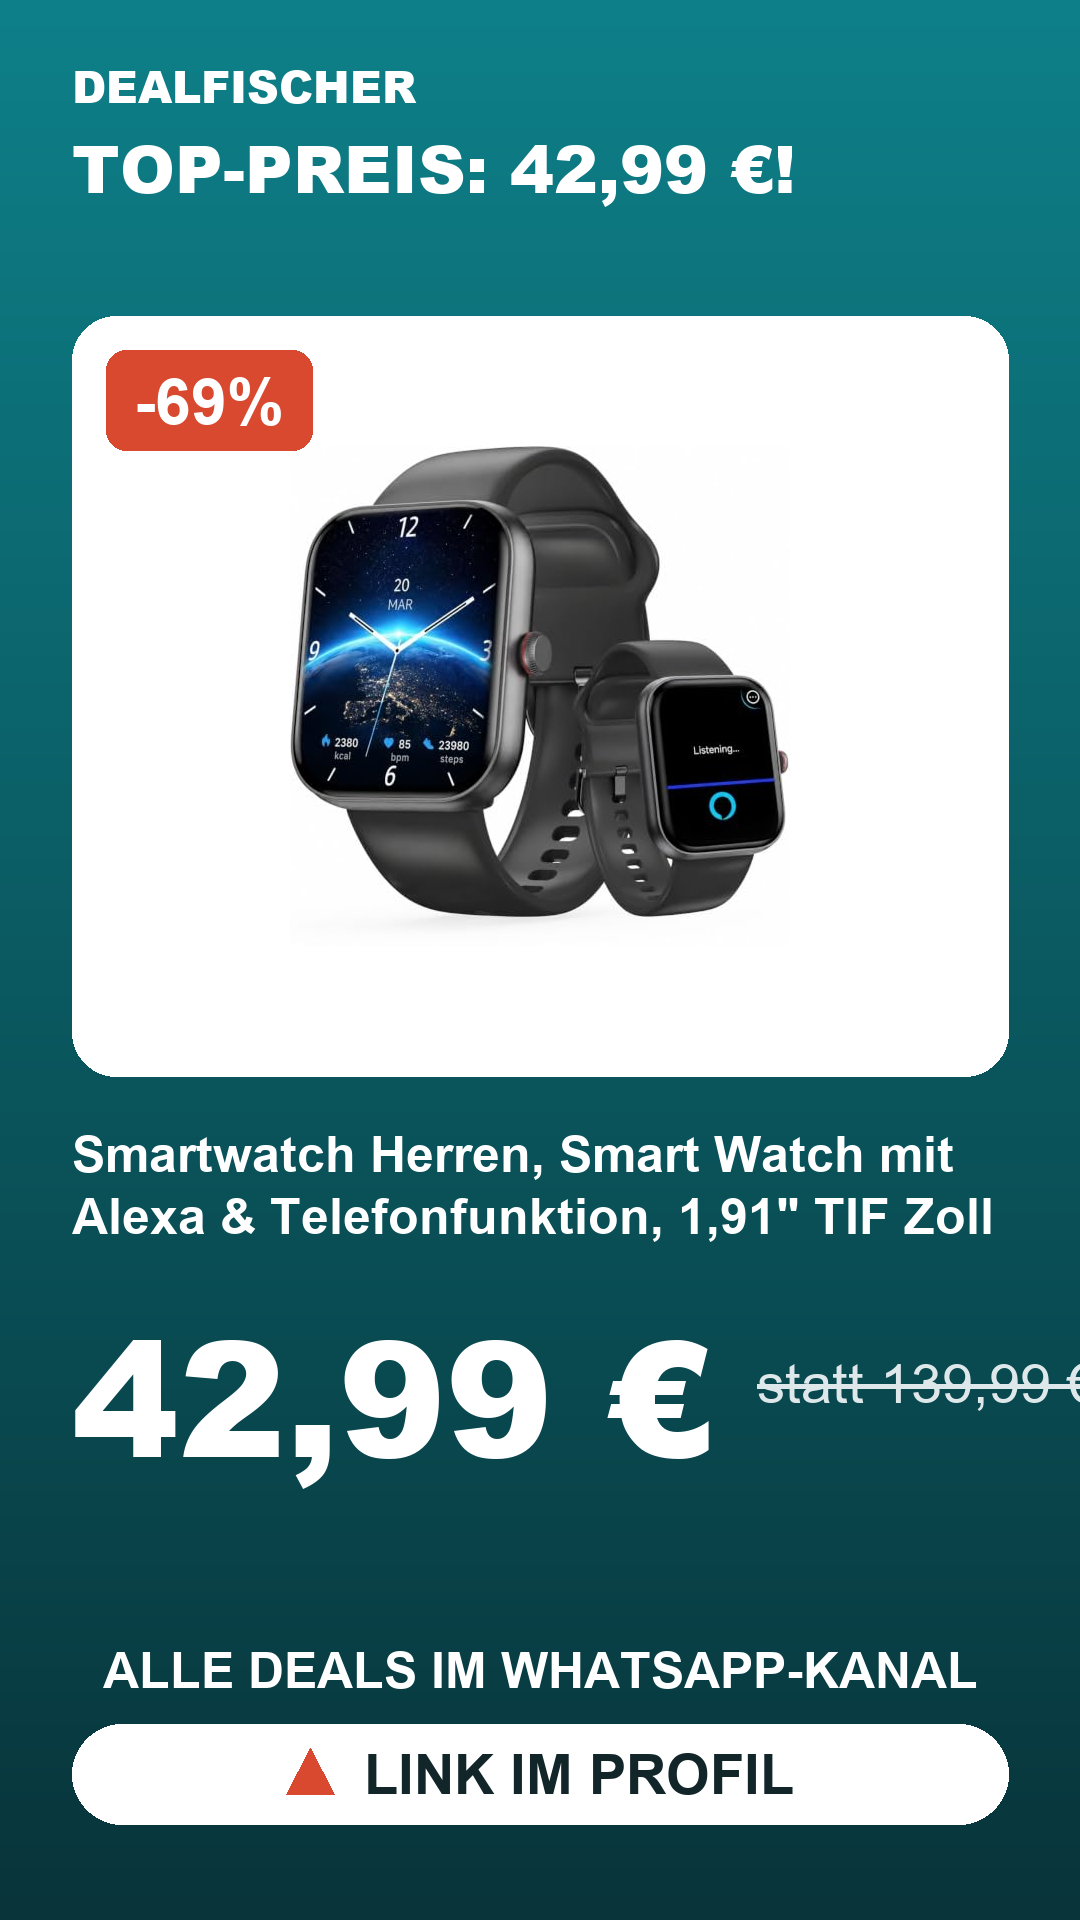 DEALFISCHER
TOP-PREIS: 42,99 €!
-69%
12
20
MAR
9
3
2380
kcal
85
bpm
23980
steps
6
Listening...
Smartwatch Herren, Smart Watch mit
Alexa & Telefonfunktion, 1,91" TIF Zoll
42,99 €
statt 139,99 €
ALLE DEALS IM WHATSAPP-KANAL
LINK IM PROFIL